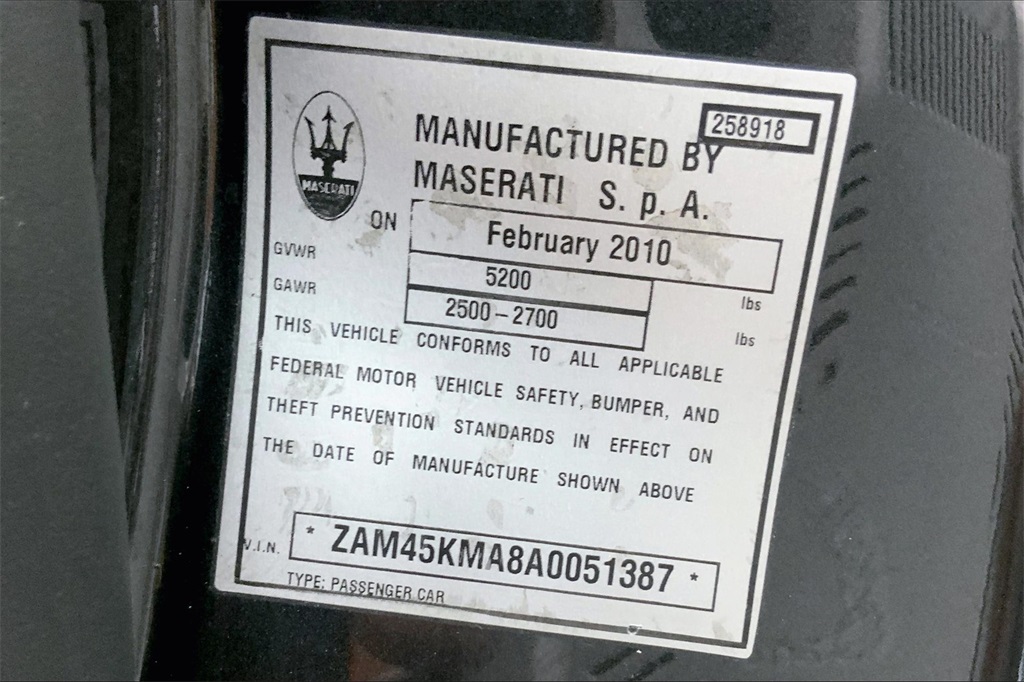 258918
MASERATI
MANUFACTURED BY
MASERATI S. p. A.
ON February 2010
GVWR 5200 lbs
GAWR 2500-2700 lbs
THIS VEHICLE CONFORMS TO ALL APPLICABLE
FEDERAL MOTOR VEHICLE SAFETY, BUMPER, AND
THEFT PREVENTION STANDARDS IN EFFECT ON
THE DATE OF MANUFACTURE SHOWN ABOVE
V.I.N. * ZAM45KMA8A0051387 *
TYPE: PASSENGER CAR